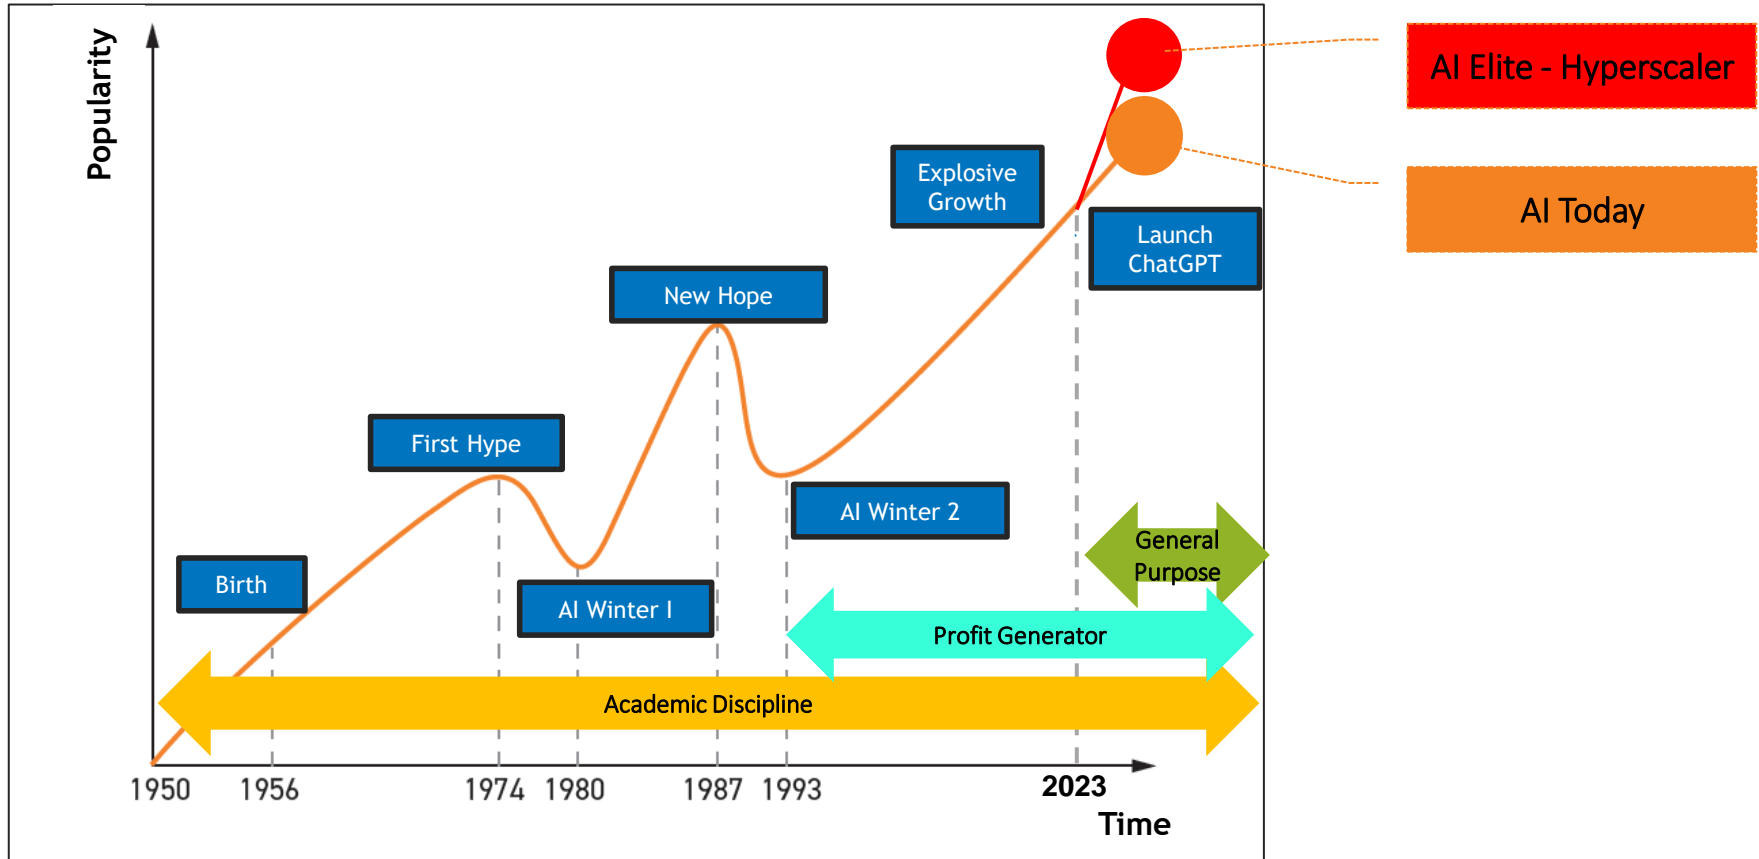 Popularity
AI Elite - Hyperscaler
Explosive
Growth
AI Today
Launch
ChatGPT
New Hope
First Hype
AI Winter 2
General
Purpose
Birth
AI Winter I
Profit Generator
Academic Discipline
1950
1956
1974
1980
1987
1993
2023
Time